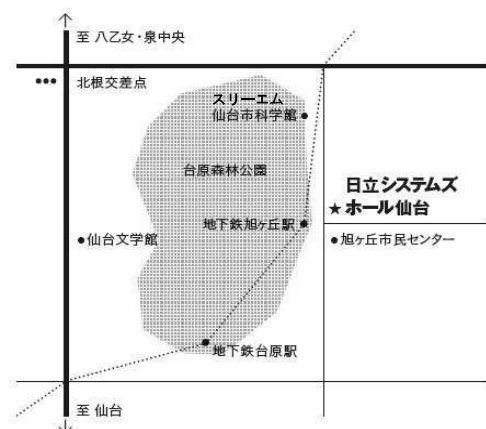 至 八乙女・泉中央
北根交差点
スリーエム
仙台市科学館
台原森林公園
日立システムズ
★ホール仙台
地下鉄旭ヶ丘駅
仙台文学館
旭ヶ丘市民センター
地下鉄台原駅
至 仙台